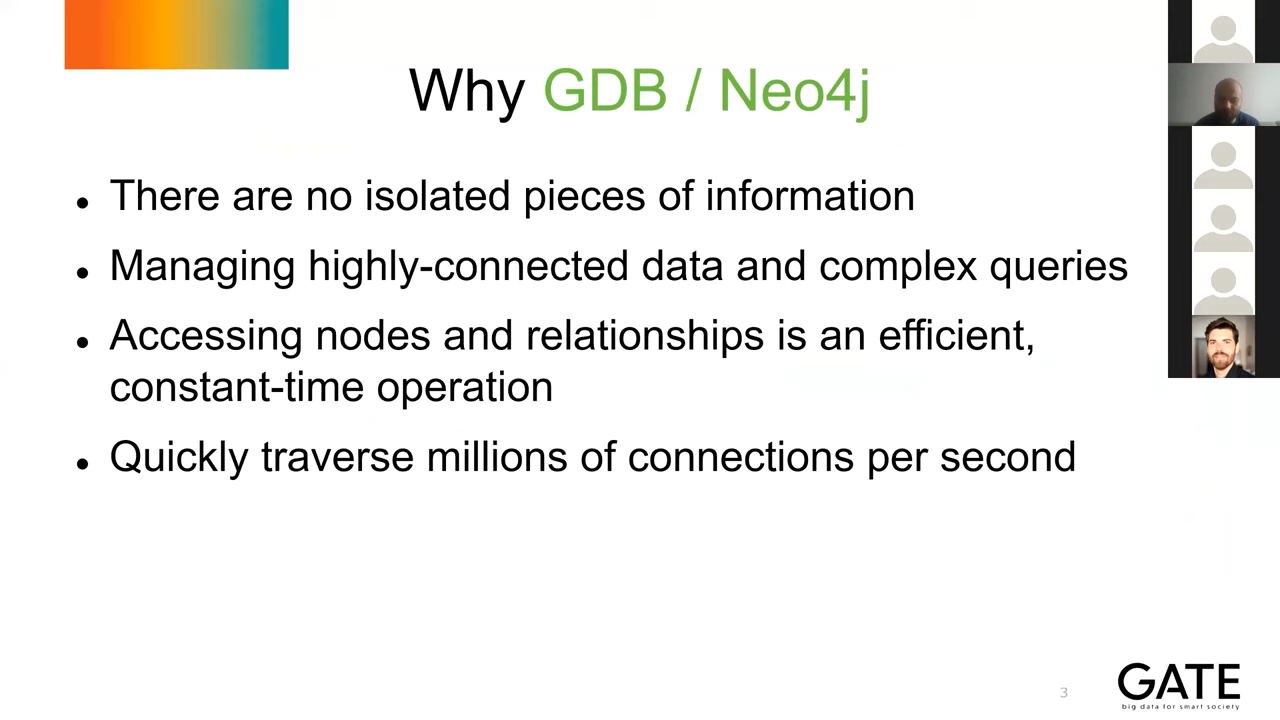 Why GDB / Neo4j
• There are no isolated pieces of information
• Managing highly-connected data and complex queries
• Accessing nodes and relationships is an efficient,
constant-time operation
• Quickly traverse millions of connections per second
3
GATE
big data for smart society